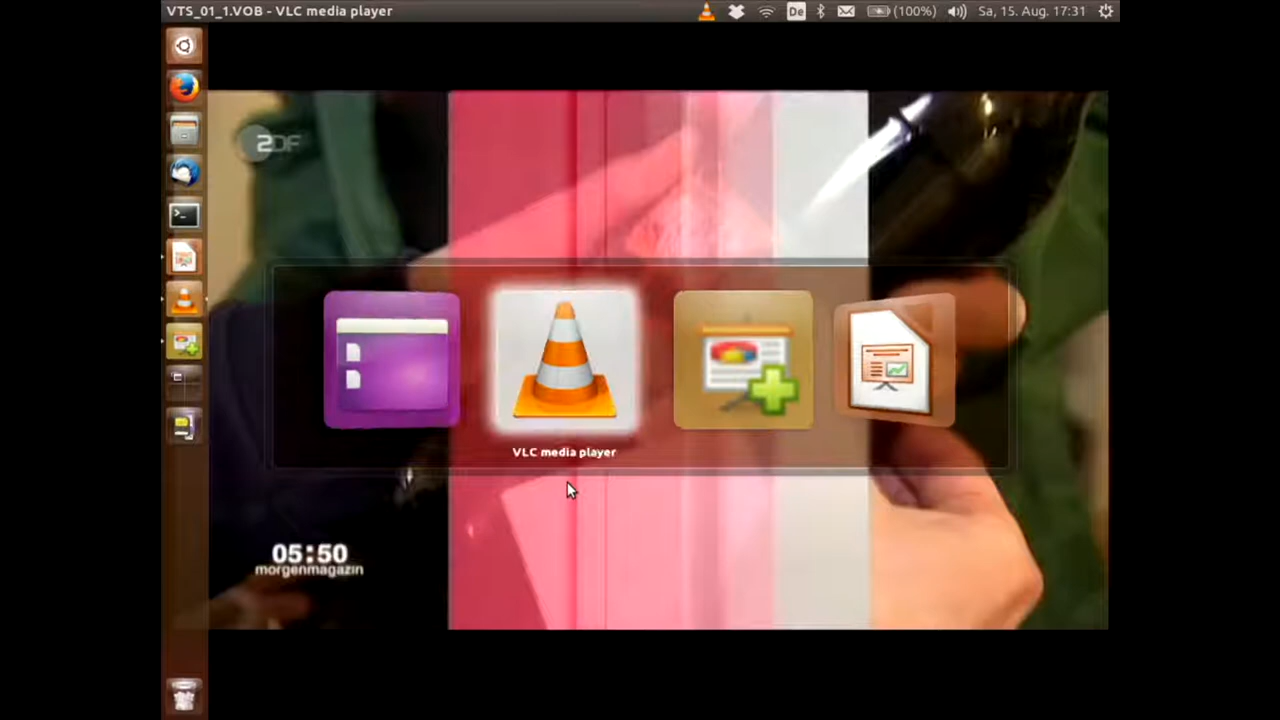 VTS_01_1.VOB - VLC media player
De
(100%)
Sa, 15. Aug. 17:31
2DF
VLC media player
05:50
morgenmagazin